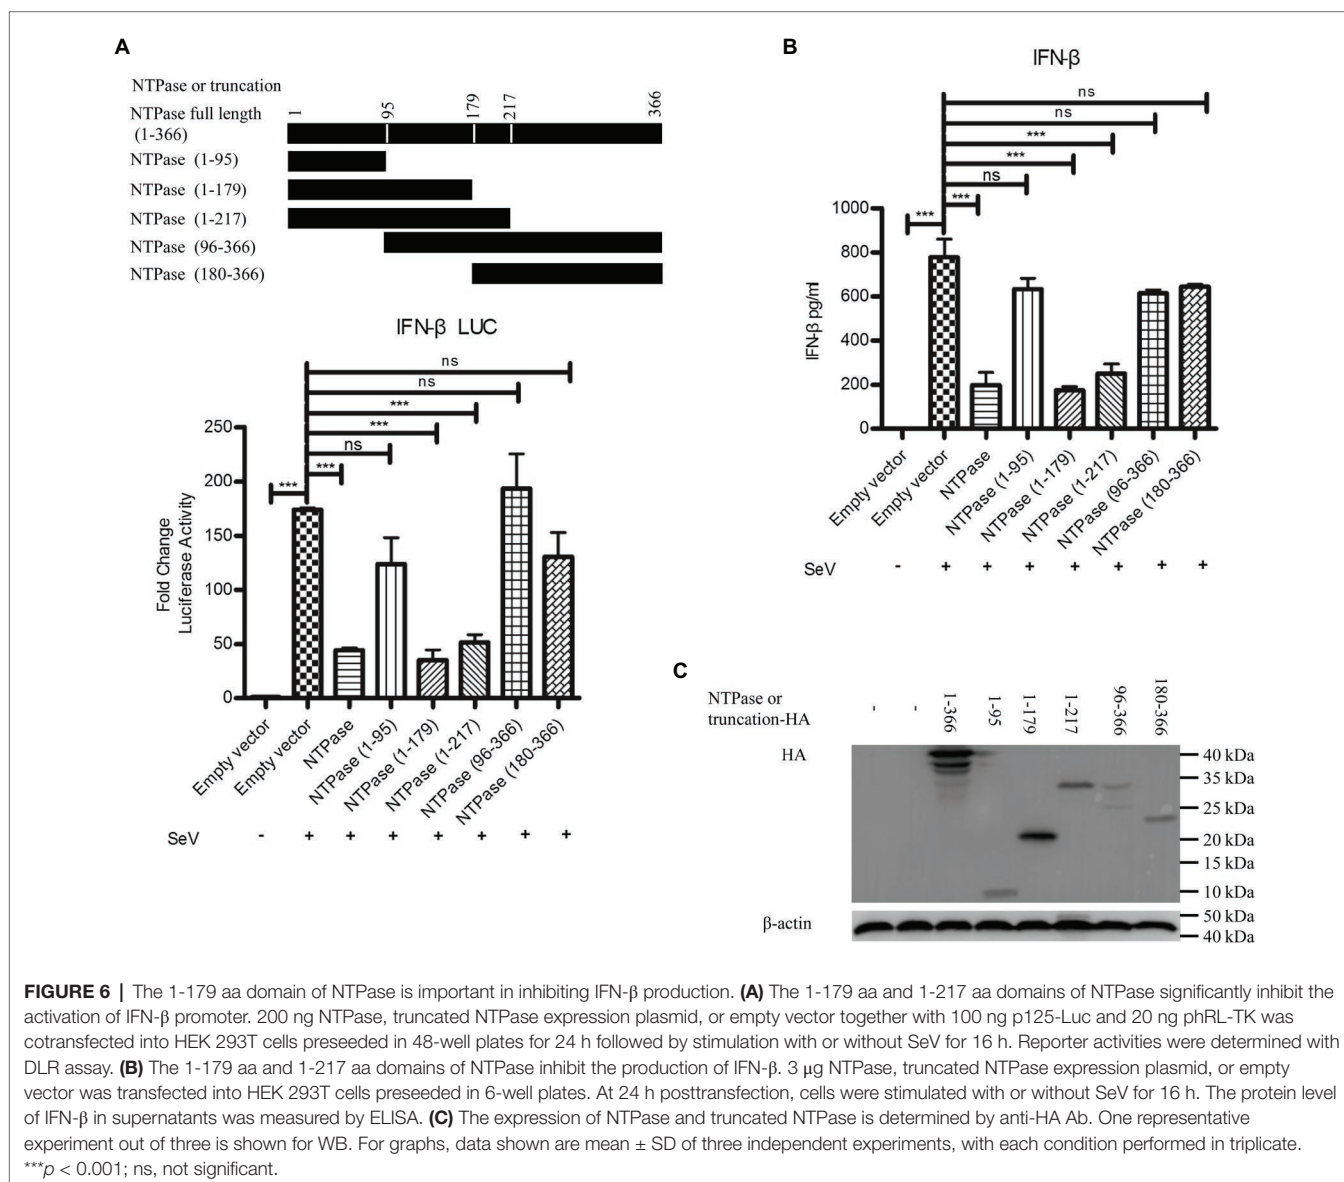 A
NTPase or truncation
NTPase full length
(1-366)
1
95
179
217
366
NTPase (1-95)
NTPase (1-179)
NTPase (1-217)
NTPase (96-366)
NTPase (180-366)
IFN-β LUC
ns
ns
***
***
ns
***
***
250
200
150
100
50
0
Fold Change
Luciferase Activity
Empty vector
Empty vector
NTPase
NTPase (1-95)
NTPase (1-179)
NTPase (1-217)
NTPase (96-366)
NTPase (180-366)
SeV - + + + + + + +
B
IFN-β
ns
ns
***
***
ns
***
***
1000
800
600
400
200
0
IFN-β pg/ml
Empty vector
Empty vector
NTPase
NTPase (1-95)
NTPase (1-179)
NTPase (1-217)
NTPase (96-366)
NTPase (180-366)
SeV - + + + + + + +
C
NTPase or
truncation-HA
- - 1-366 1-95 1-179 1-217 96-366 180-366
HA
40 kDa
35 kDa
25 kDa
20 kDa
15 kDa
10 kDa
β-actin
50 kDa
40 kDa
FIGURE 6 | The 1-179 aa domain of NTPase is important in inhibiting IFN-β production. (A) The 1-179 aa and 1-217 aa domains of NTPase significantly inhibit the
activation of IFN-β promoter. 200 ng NTPase, truncated NTPase expression plasmid, or empty vector together with 100 ng p125-Luc and 20 ng phRL-TK was
cotransfected into HEK 293T cells preseeded in 48-well plates for 24 h followed by stimulation with or without SeV for 16 h. Reporter activities were determined with
DLR assay. (B) The 1-179 aa and 1-217 aa domains of NTPase inhibit the production of IFN-β. 3 μg NTPase, truncated NTPase expression plasmid, or empty
vector was transfected into HEK 293T cells preseeded in 6-well plates. At 24 h posttransfection, cells were stimulated with or without SeV for 16 h. The protein level
of IFN-β in supernatants was measured by ELISA. (C) The expression of NTPase and truncated NTPase is determined by anti-HA Ab. One representative
experiment out of three is shown for WB. For graphs, data shown are mean ± SD of three independent experiments, with each condition performed in triplicate.
***p < 0.001; ns, not significant.